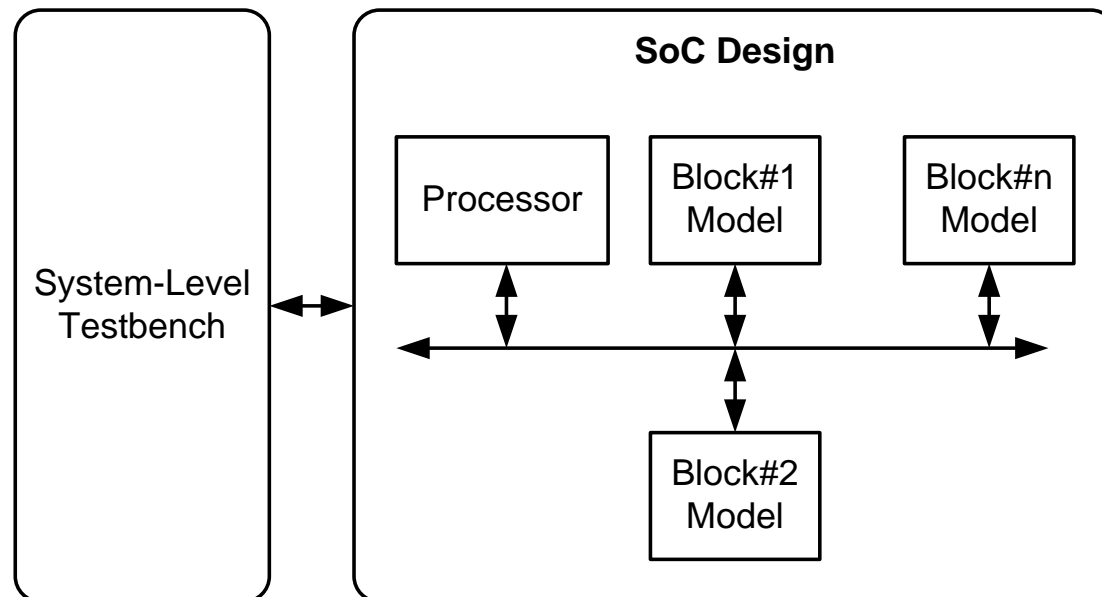 SoC Design
System-Level
Testbench
Processor
Block#1
Model
Block#n
Model
Block#2
Model